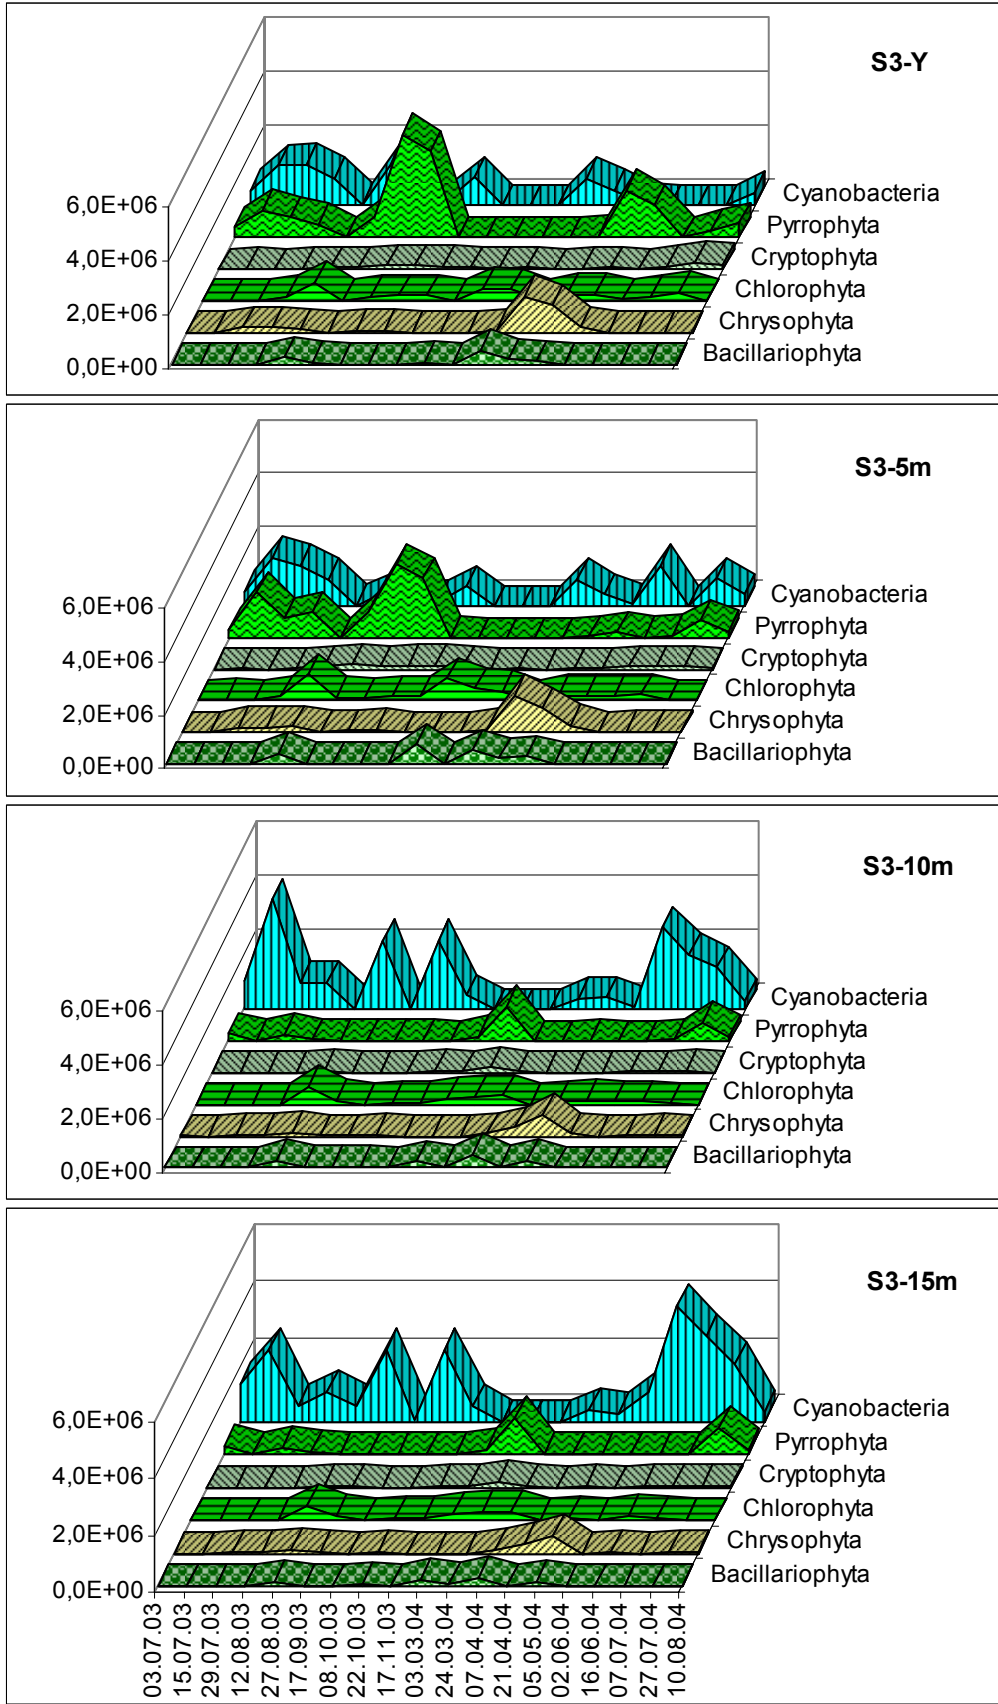 S3-Y
6,0E+06
4,0E+06
2,0E+06
0,0E+00
Cyanobacteria
Pyrrophyta
Cryptophyta
Chlorophyta
Chrysophyta
Bacillariophyta
S3-5m
6,0E+06
4,0E+06
2,0E+06
0,0E+00
Cyanobacteria
Pyrrophyta
Cryptophyta
Chlorophyta
Chrysophyta
Bacillariophyta
S3-10m
6,0E+06
4,0E+06
2,0E+06
0,0E+00
Cyanobacteria
Pyrrophyta
Cryptophyta
Chlorophyta
Chrysophyta
Bacillariophyta
S3-15m
6,0E+06
4,0E+06
2,0E+06
0,0E+00
Cyanobacteria
Pyrrophyta
Cryptophyta
Chlorophyta
Chrysophyta
Bacillariophyta
03.07.03
15.07.03
29.07.03
12.08.03
27.08.03
17.09.03
08.10.03
22.10.03
17.11.03
03.03.04
24.03.04
07.04.04
21.04.04
05.05.04
02.06.04
16.06.04
07.07.04
27.07.04
10.08.04